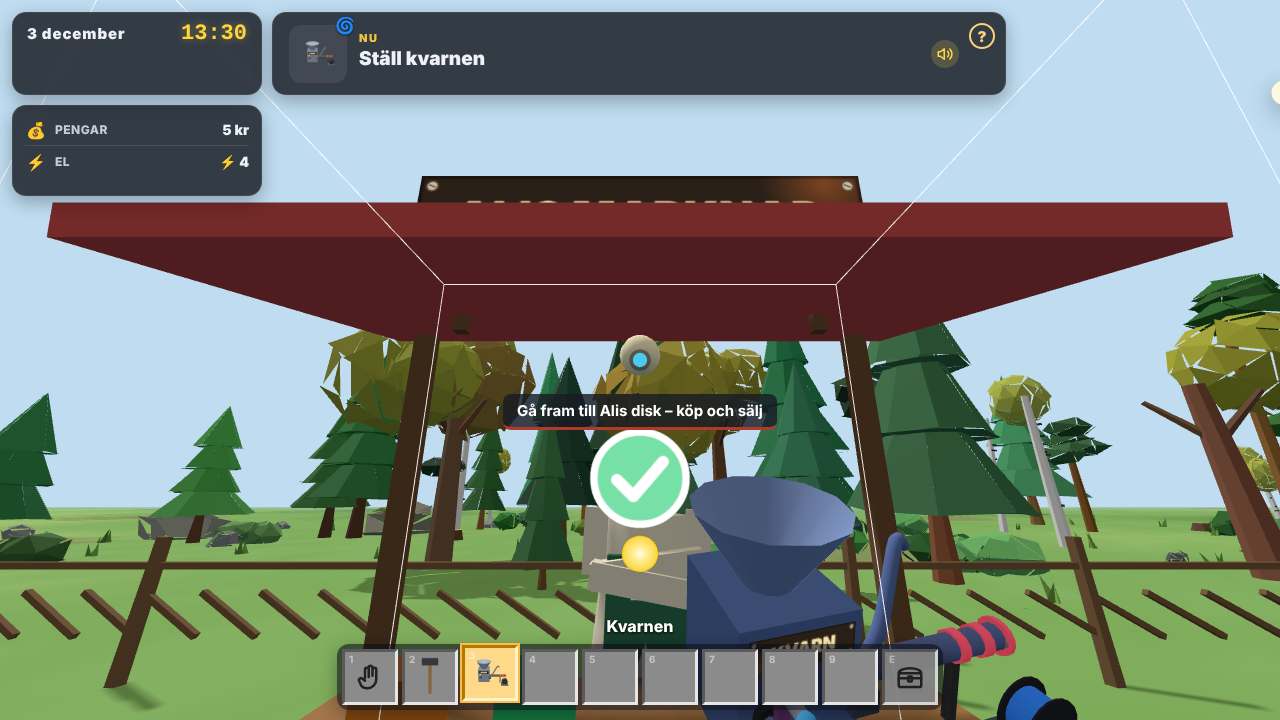 3 december
13:30
NU
Ställ kvarnen
?
PENGAR
5 kr
EL
4
Gå fram till Alis disk – köp och sälj
Kvarnen
1
2
4
5
6
7
8
9
E